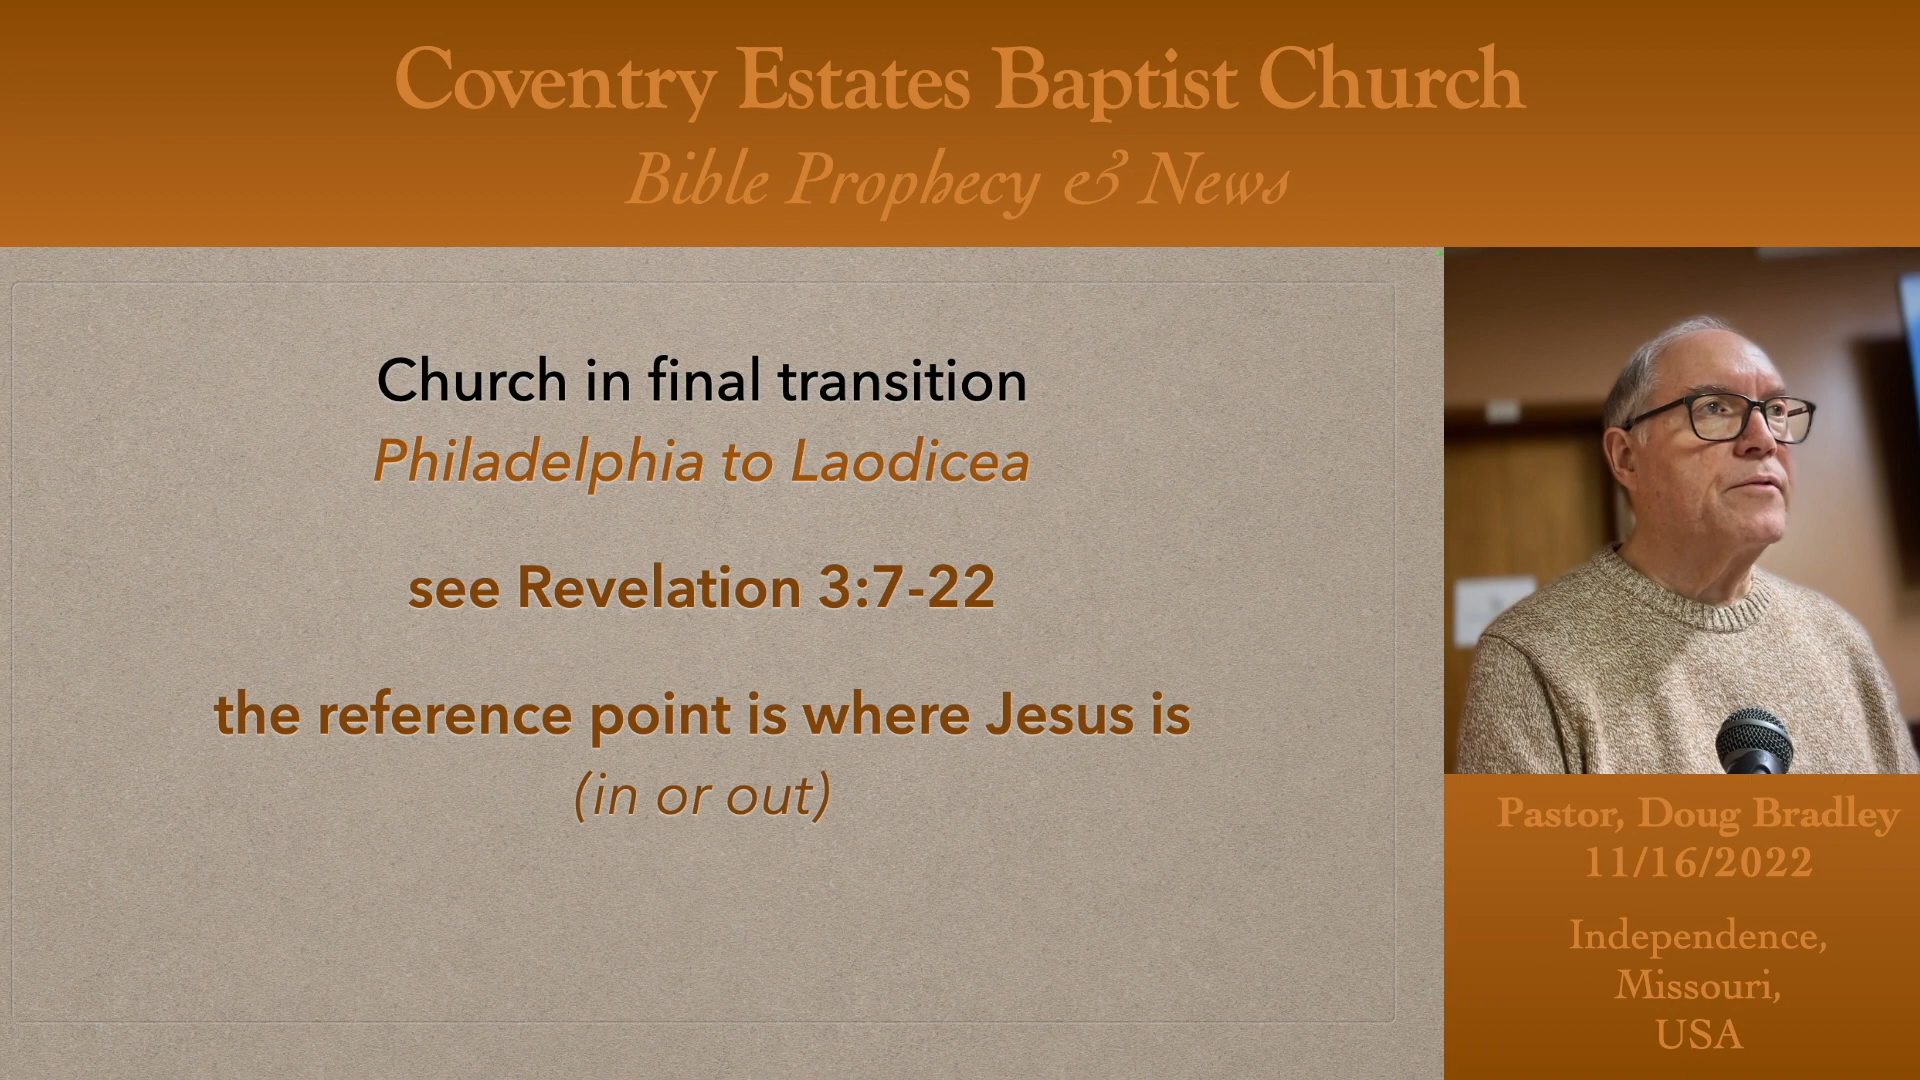 Coventry Estates Baptist Church
Bible Prophecy & News
Church in final transition
Philadelphia to Laodicea
see Revelation 3:7-22
the reference point is where Jesus is
(in or out)
Pastor, Doug Bradley
11/16/2022
Independence,
Missouri,
USA